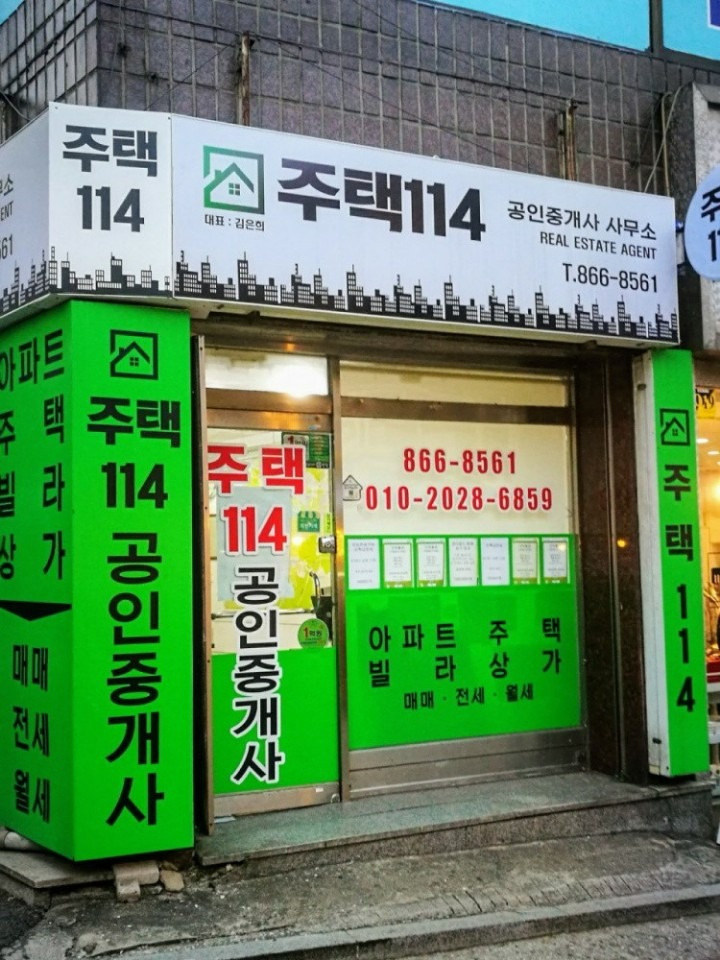 주택
114
대표 : 김은희
주택114
공인중개사 사무소
REAL ESTATE AGENT
T.866-8561
소
ENT
561
아파트
주택
빌라
상가
매매
전세
월세
주택
114
공인중개사
주택
114
공인중개사
866-8561
010-2028-6859
아파트 주택
빌라상가
매매 · 전세 · 월세
주택 114